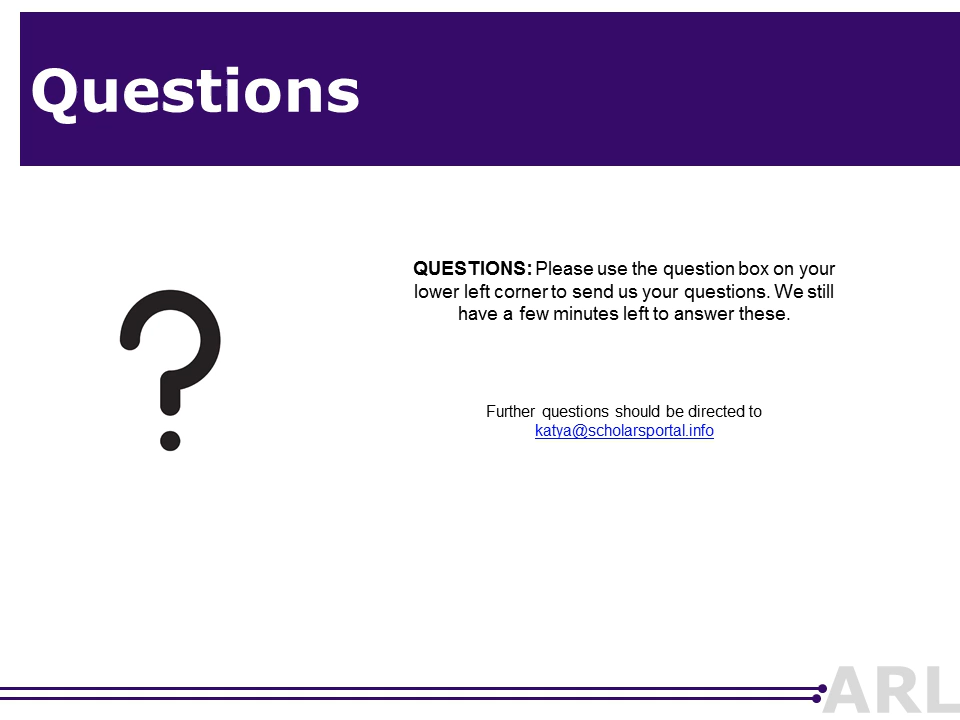 Questions
QUESTIONS: Please use the question box on your
lower left corner to send us your questions. We still
have a few minutes left to answer these.
?
Further questions should be directed to
katya@scholarsportal.info
ARL